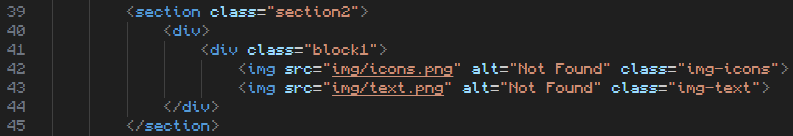 39 <section class="section2">
40 <div>
41 <div class="block1">
42 <img src="img/icons.png" alt="Not Found" class="img-icons">
43 <img src="img/text.png" alt="Not Found" class="img-text">
44 </div>
45 </section>